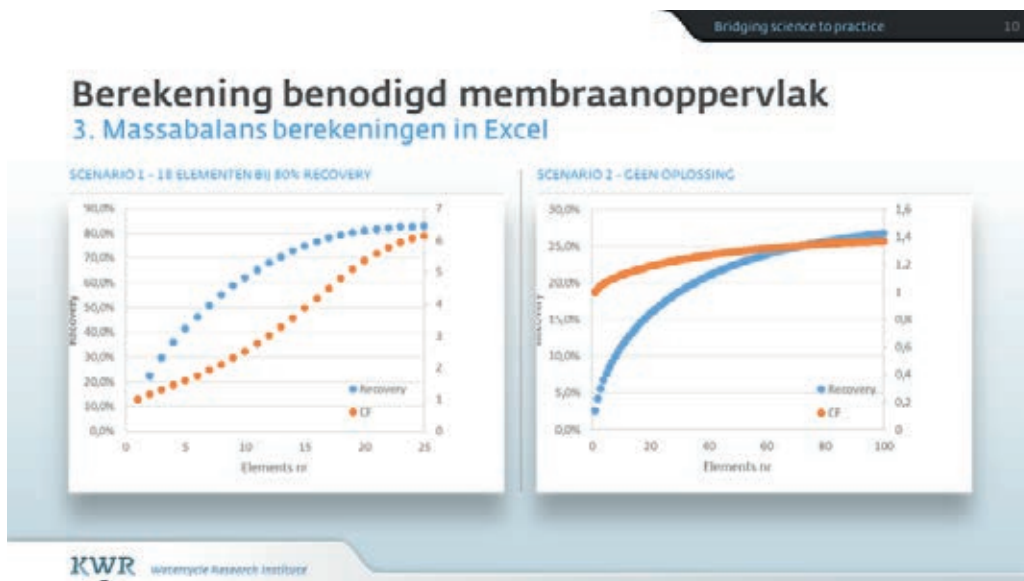 Bridging science to practice 10
Berekening benodigd membraanoppervlak
3. Massabalans berekeningen in Excel
SCENARIO 1 - 18 ELEMENTEN BIJ 80% RECOVERY
90,0%
80,0%
70,0%
60,0%
50,0%
40,0%
30,0%
20,0%
10,0%
0,0%
Recovery
7
6
5
4
3
2
1
0
Recovery
CF
0 5 10 15 20 25
Elements nr
SCENARIO 2 - GEEN OPLOSSING
30,0%
25,0%
20,0%
15,0%
10,0%
5,0%
0,0%
Recovery
1,6
1,4
1,2
1
0,8
0,6
0,4
0,2
0
Recovery
CF
0 20 40 60 80 100
Elements nr
KWR Watercycle Research Institute